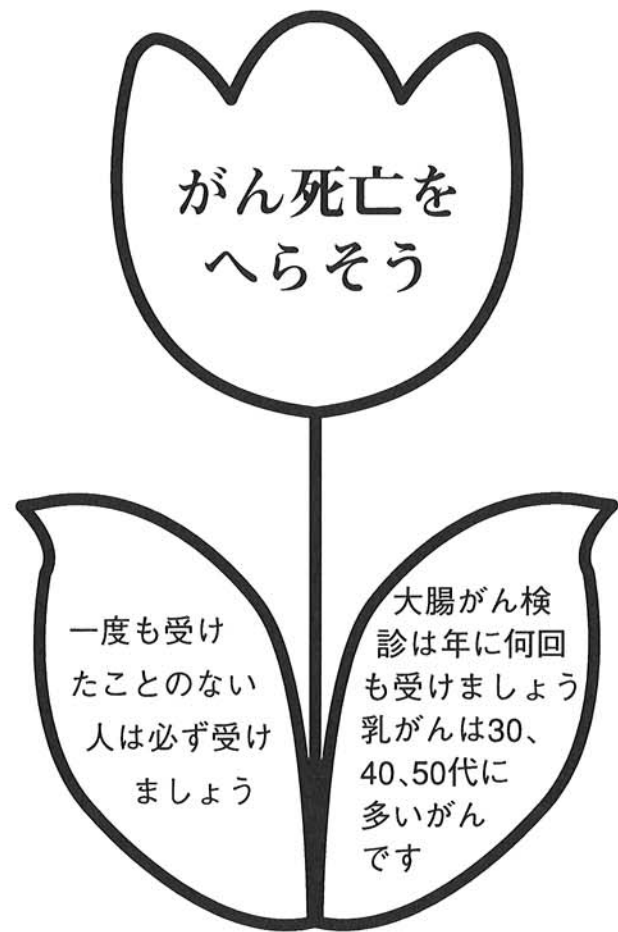 がん死亡を
へらそう
一度も受け
たことのない
人は必ず受け
ましょう
大腸がん検
診は年に何回
も受けましょう
乳がんは30、
40、50代に
多いがん
です